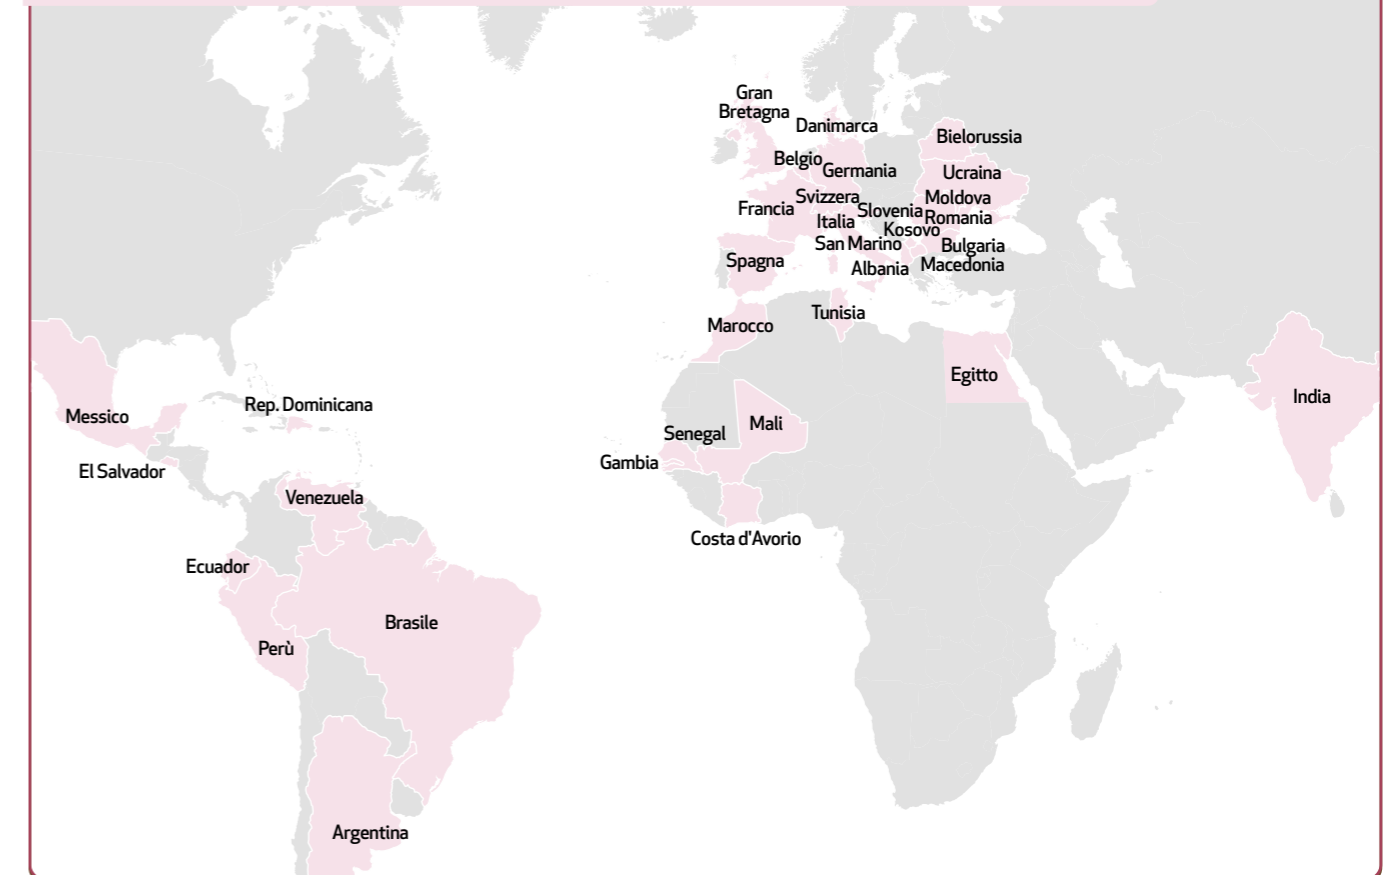 Gran
Bretagna
Danimarca
Bielorussia
Belgio
Germania
Ucraina
Svizzera
Moldova
Francia
Slovenia
Romania
Italia
Kosovo
San Marino
Bulgaria
Spagna
Albania
Macedonia
Tunisia
Marocco
Egitto
India
Messico
Rep. Dominicana
Mali
Senegal
El Salvador
Gambia
Venezuela
Costa d'Avorio
Ecuador
Brasile
Perù
Argentina